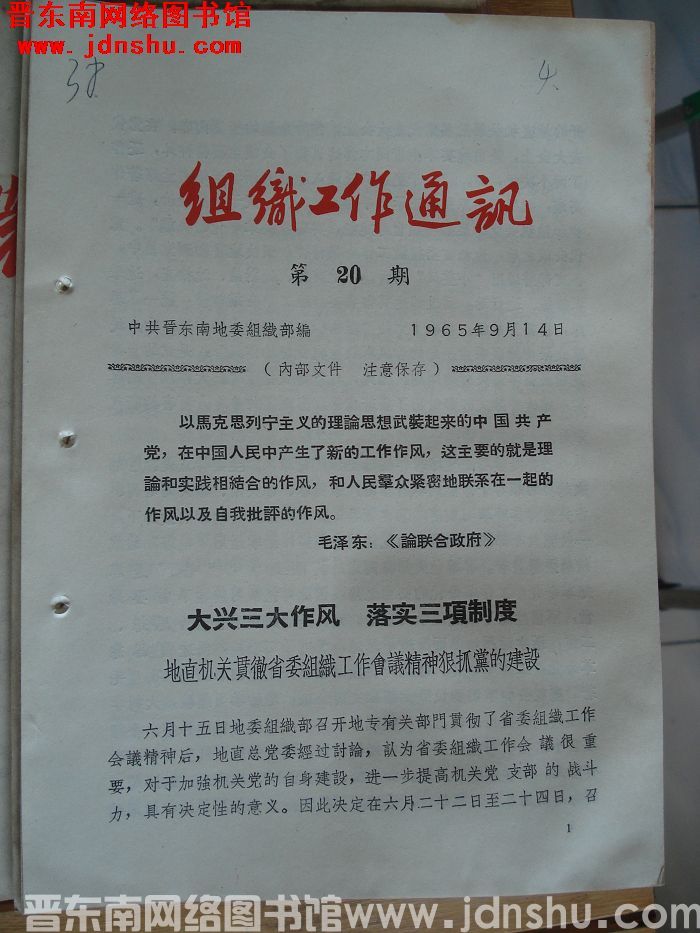 晋东南网络图书馆
www.jdnshu.com
4
组織工作通訊
第 20 期
中共晉东南地委組織部編 1965年9月14日
（內部文件 注意保存）
以馬克思列宁主义的理論思想武裝起来的中国共产
党，在中国人民中产生了新的工作作风，这主要的就是理
論和实践相結合的作风，和人民羣众紧密地联系在一起的
作风以及自我批評的作风。
毛泽东：《論联合政府》
大兴三大作风 落实三項制度
地直机关貫徹省委組織工作會議精神狠抓黨的建設
六月十五日地委組織部召开地专有关部門貫彻了省委組織工作
会議精神后，地直总党委經过討論，認为省委組織工作会議很重
要，对于加強机关党的自身建設，进一步提高机关党支部的战斗
力，具有决定性的意义。因此决定在六月二十二日至二十四日，召
1
晋东南网络图书馆www.jdnshu.com